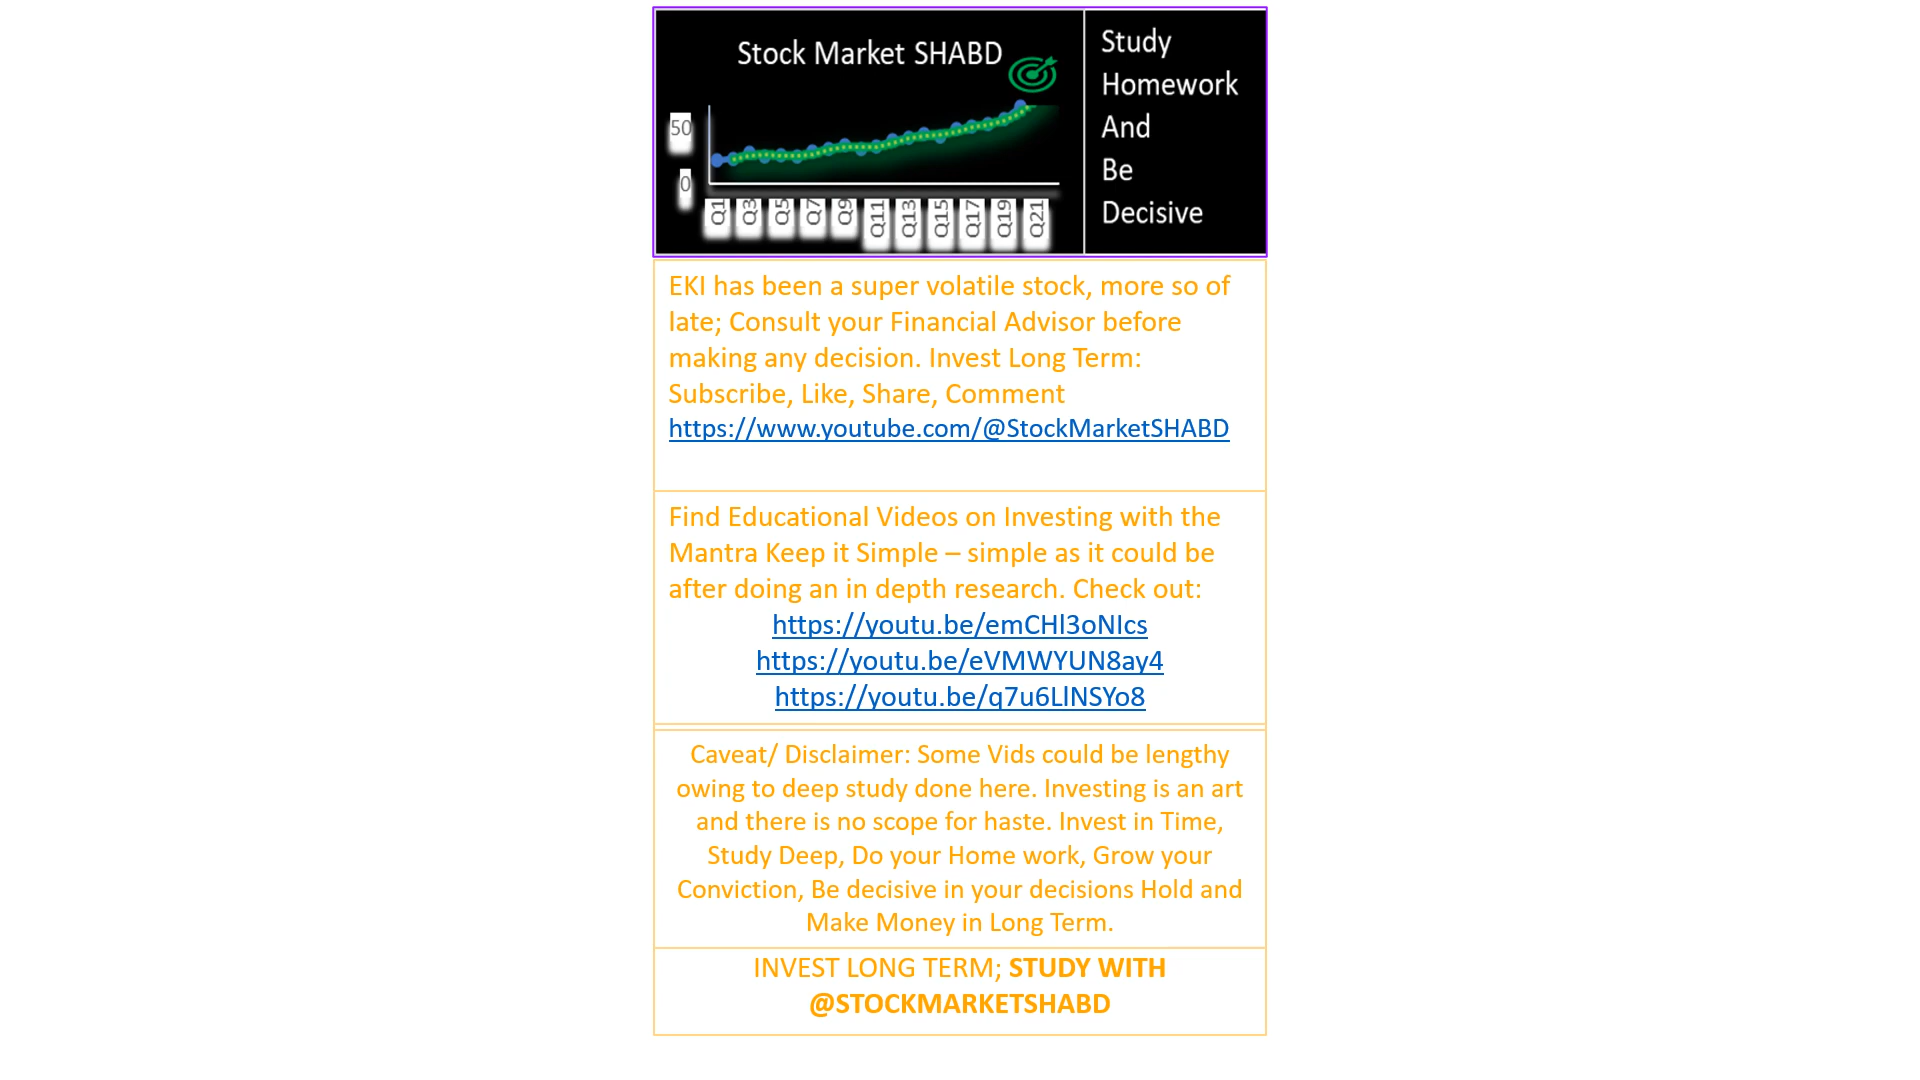 Stock Market SHABD
50
0
Q1
Q3
Q5
Q7
Q9
Q11
Q13
Q15
Q17
Q19
Q21
Study
Homework
And
Be
Decisive
EKI has been a super volatile stock, more so of
late; Consult your Financial Advisor before
making any decision. Invest Long Term:
Subscribe, Like, Share, Comment
https://www.youtube.com/@StockMarketSHABD
Find Educational Videos on Investing with the
Mantra Keep it Simple – simple as it could be
after doing an in depth research. Check out:
https://youtu.be/emCHl3oNIcs
https://youtu.be/eVMWYUN8ay4
https://youtu.be/q7u6LlNSYo8
Caveat/ Disclaimer: Some Vids could be lengthy
owing to deep study done here. Investing is an art
and there is no scope for haste. Invest in Time,
Study Deep, Do your Home work, Grow your
Conviction, Be decisive in your decisions Hold and
Make Money in Long Term.
INVEST LONG TERM; STUDY WITH
@STOCKMARKETSHABD